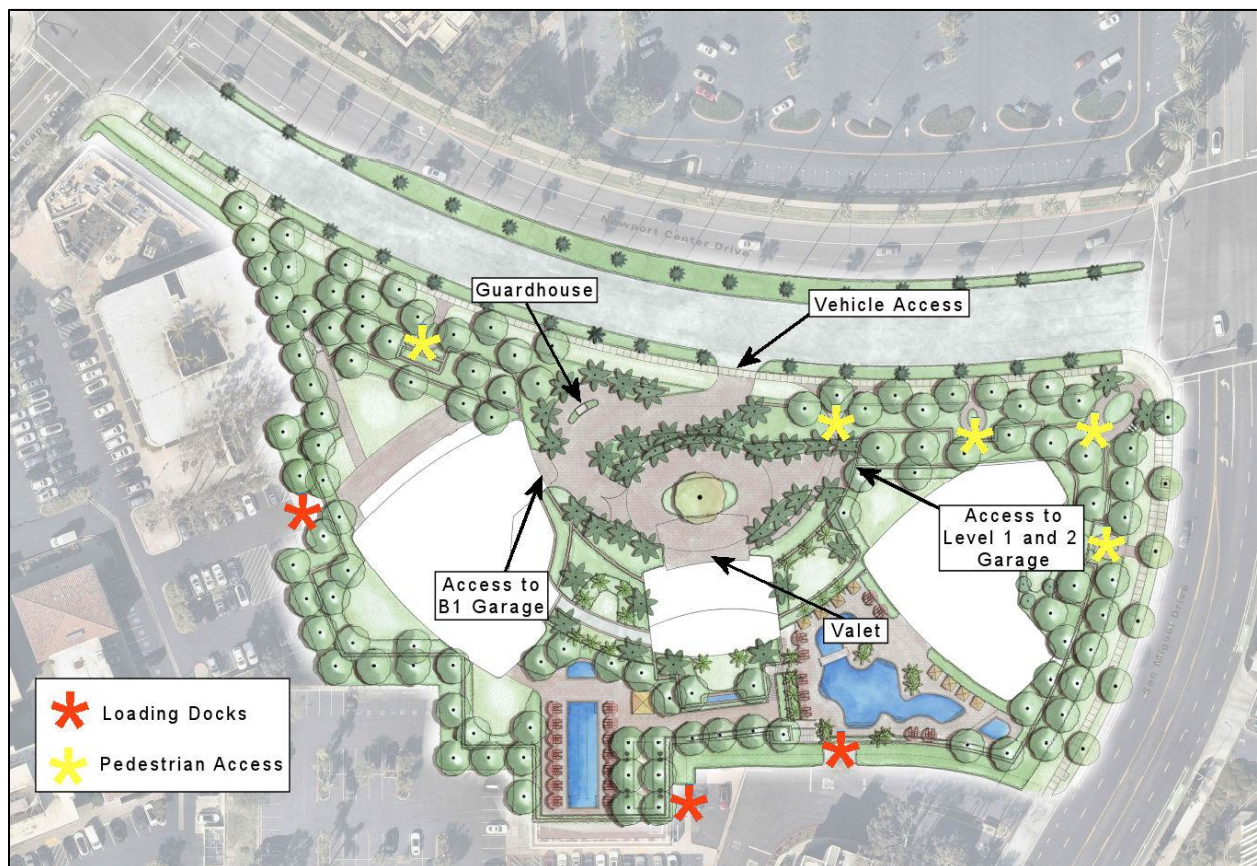 Newport Center Drive
Guardhouse
Vehicle Access
Access to
Level 1 and 2
Garage
Access to
B1 Garage
Valet
San Miguel Drive
Loading Docks
Pedestrian Access